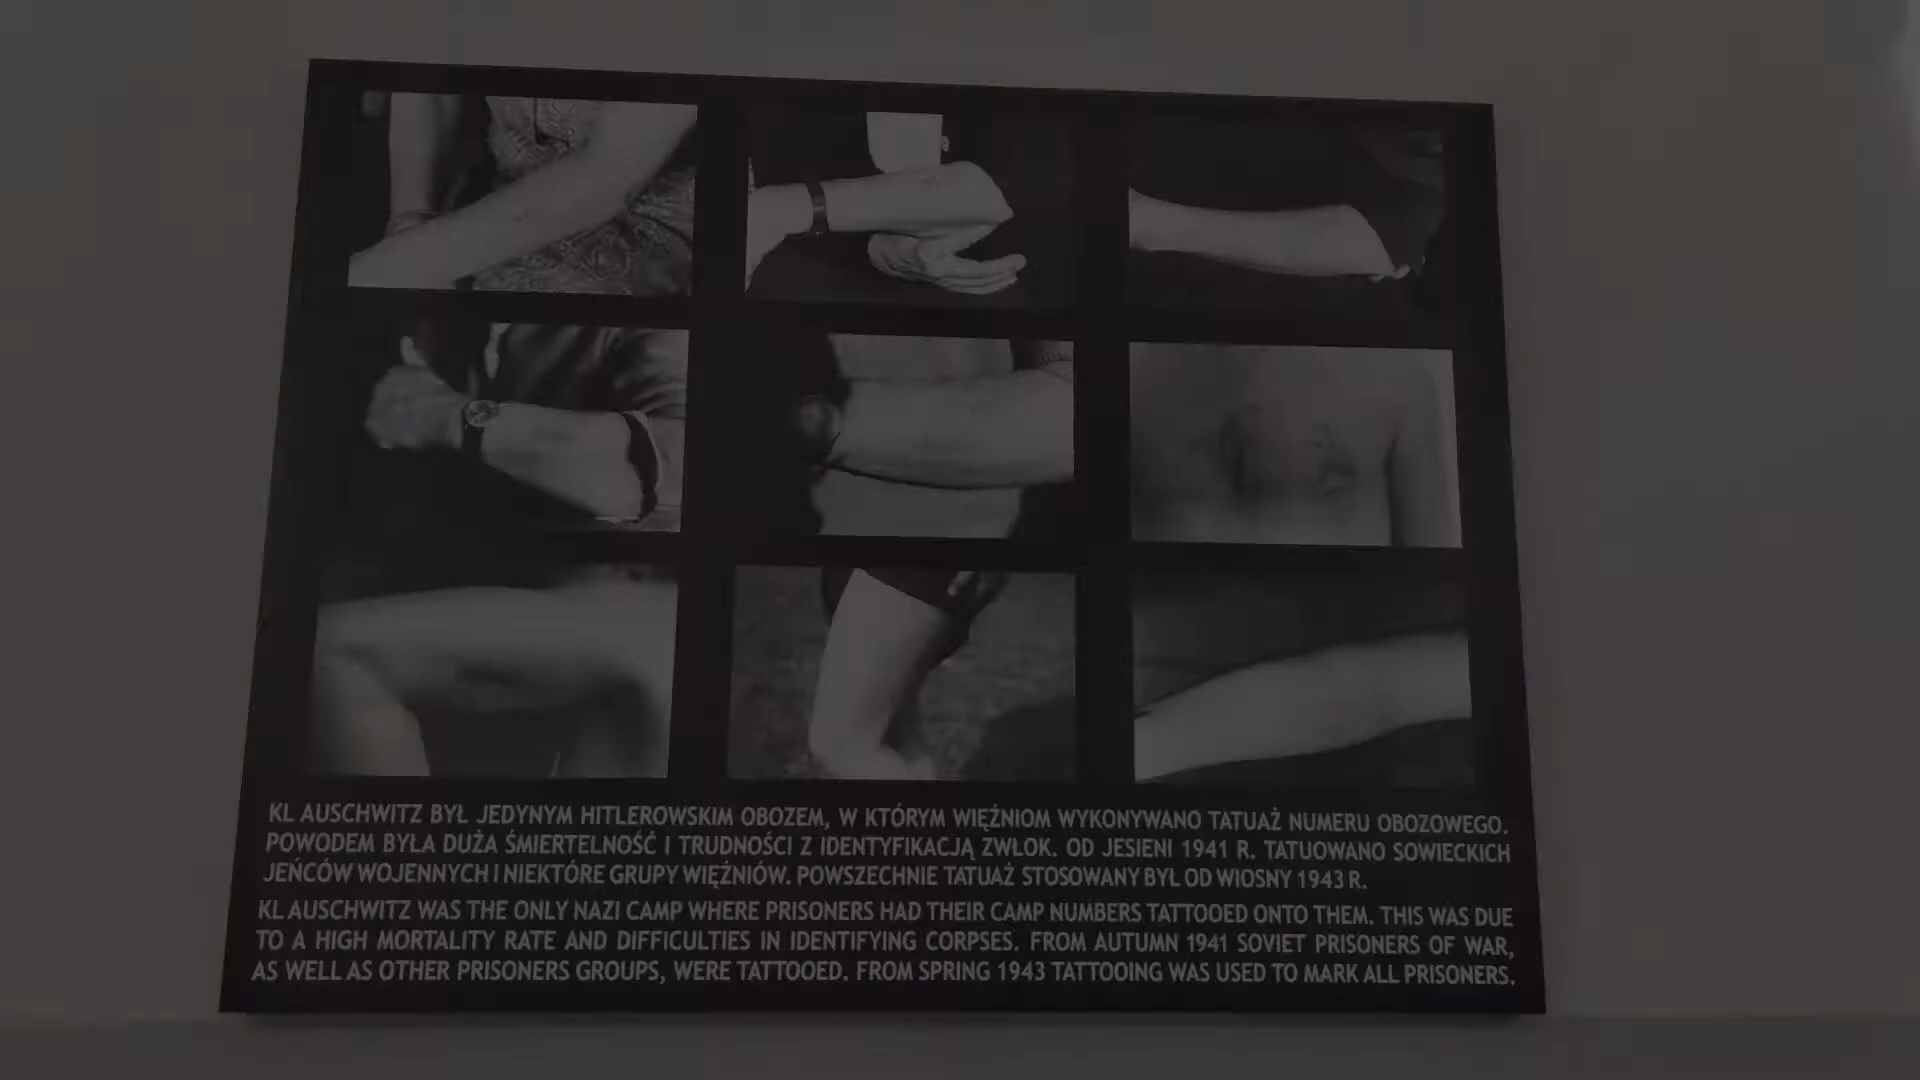 KL AUSCHWITZ BYŁ JEDYNYM HITLEROWSKIM OBOZEM, W KTÓRYM WIĘŹNIOM WYKONYWANO TATUAŻ NUMERU OBOZOWEGO.
POWODEM BYŁA DUŻA ŚMIERTELNOŚĆ I TRUDNOŚCI Z IDENTYFIKACJĄ ZWŁOK. OD JESIENI 1941 R. TATUOWANO SOWIECKICH
JEŃCÓW WOJENNYCH I NIEKTÓRE GRUPY WIĘŹNIÓW. POWSZECHNIE TATUAŻ STOSOWANY BYŁ OD WIOSNY 1943 R.
KL AUSCHWITZ WAS THE ONLY NAZI CAMP WHERE PRISONERS HAD THEIR CAMP NUMBERS TATTOOED ONTO THEM. THIS WAS DUE
TO A HIGH MORTALITY RATE AND DIFFICULTIES IN IDENTIFYING CORPSES. FROM AUTUMN 1941 SOVIET PRISONERS OF WAR,
AS WELL AS OTHER PRISONERS GROUPS, WERE TATTOOED. FROM SPRING 1943 TATTOOING WAS USED TO MARK ALL PRISONERS.